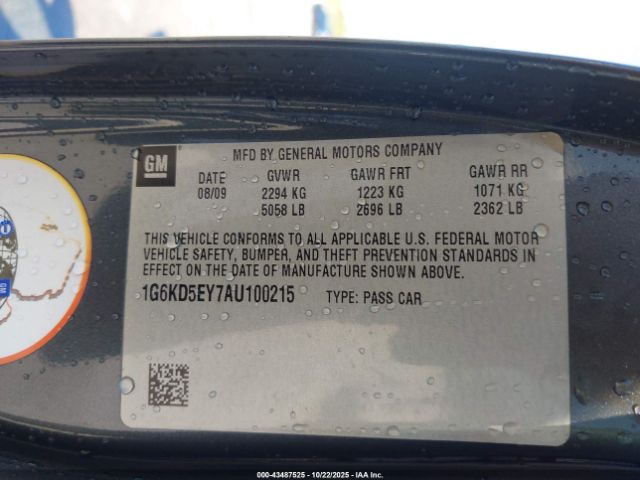 GM
MFD BY GENERAL MOTORS COMPANY
DATE GVWR GAWR FRT GAWR RR
08/09 2294 KG 1223 KG 1071 KG
5058 LB 2696 LB 2362 LB
THIS VEHICLE CONFORMS TO ALL APPLICABLE U.S. FEDERAL MOTOR
VEHICLE SAFETY, BUMPER, AND THEFT PREVENTION STANDARDS IN
EFFECT ON THE DATE OF MANUFACTURE SHOWN ABOVE.
1G6KD5EY7AU100215 TYPE: PASS CAR
GM
000-43487525 - 10/22/2025 - IAA Inc.